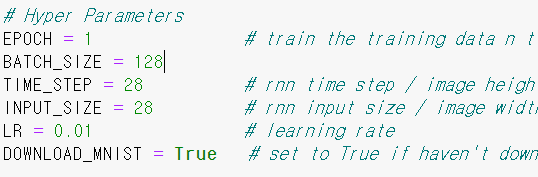 # Hyper Parameters
EPOCH = 1 # train the training data n t
BATCH_SIZE = 128
TIME_STEP = 28 # rnn time step / image heigh
INPUT_SIZE = 28 # rnn input size / image widt
LR = 0.01 # learning rate
DOWNLOAD_MNIST = True # set to True if haven't down